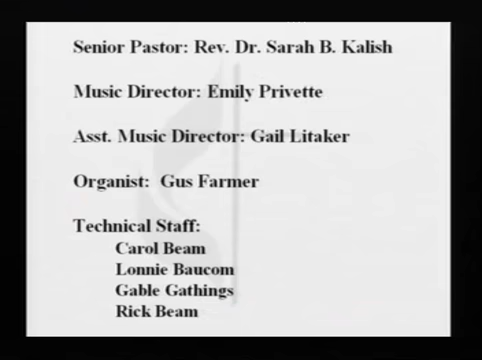 Senior Pastor: Rev. Dr. Sarah B. Kalish
Music Director: Emily Privette
Asst. Music Director: Gail Litaker
Organist: Gus Farmer
Technical Staff:
Carol Beam
Lonnie Baucom
Gable Gathings
Rick Beam